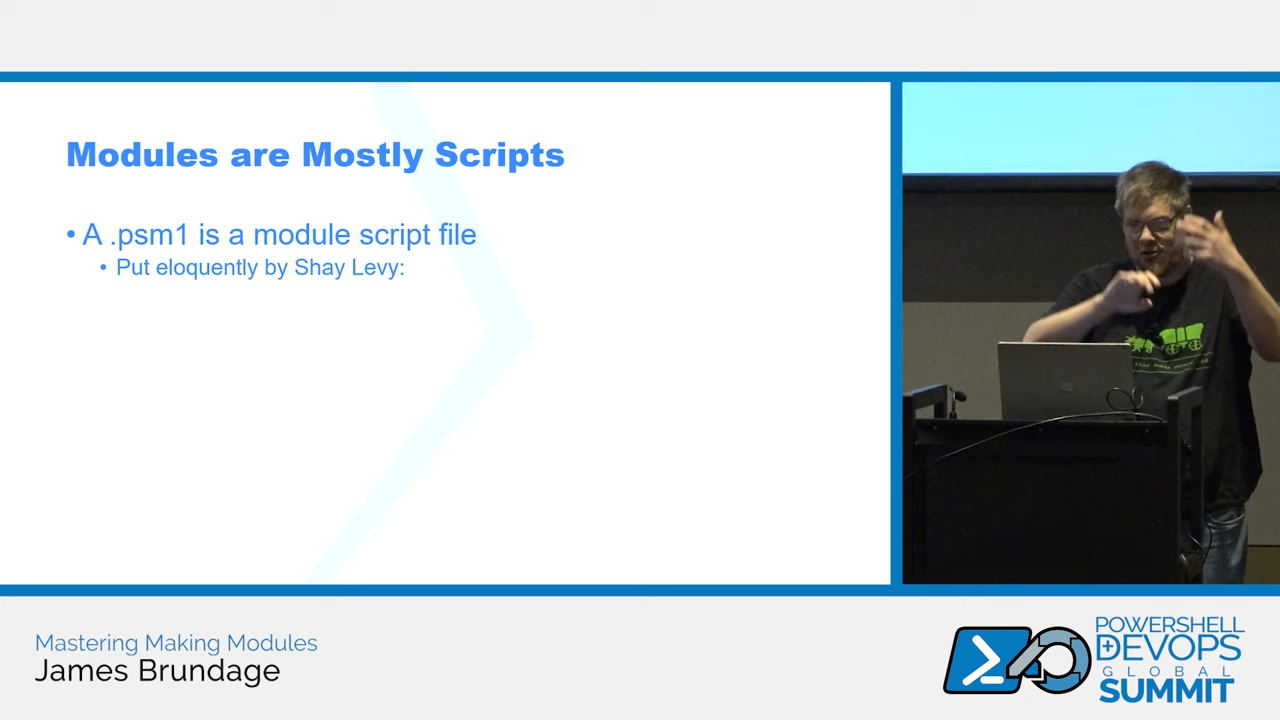 Modules are Mostly Scripts
• A .psm1 is a module script file
• Put eloquently by Shay Levy:
Mastering Making Modules
James Brundage
POWERSHELL
DEVOPS
GLOBAL
SUMMIT